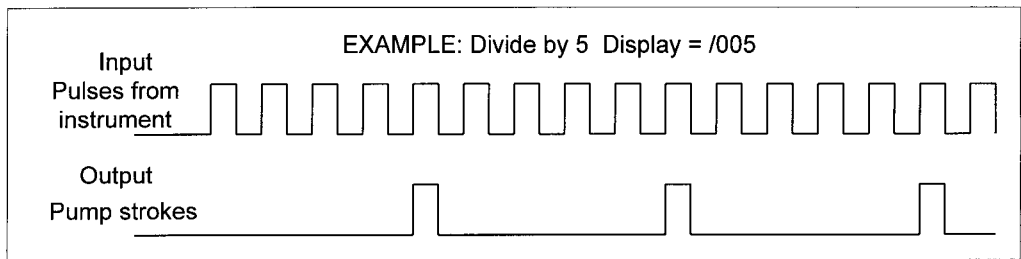 EXAMPLE: Divide by 5 Display = /005
Input
Pulses from
instrument
Output
Pump strokes